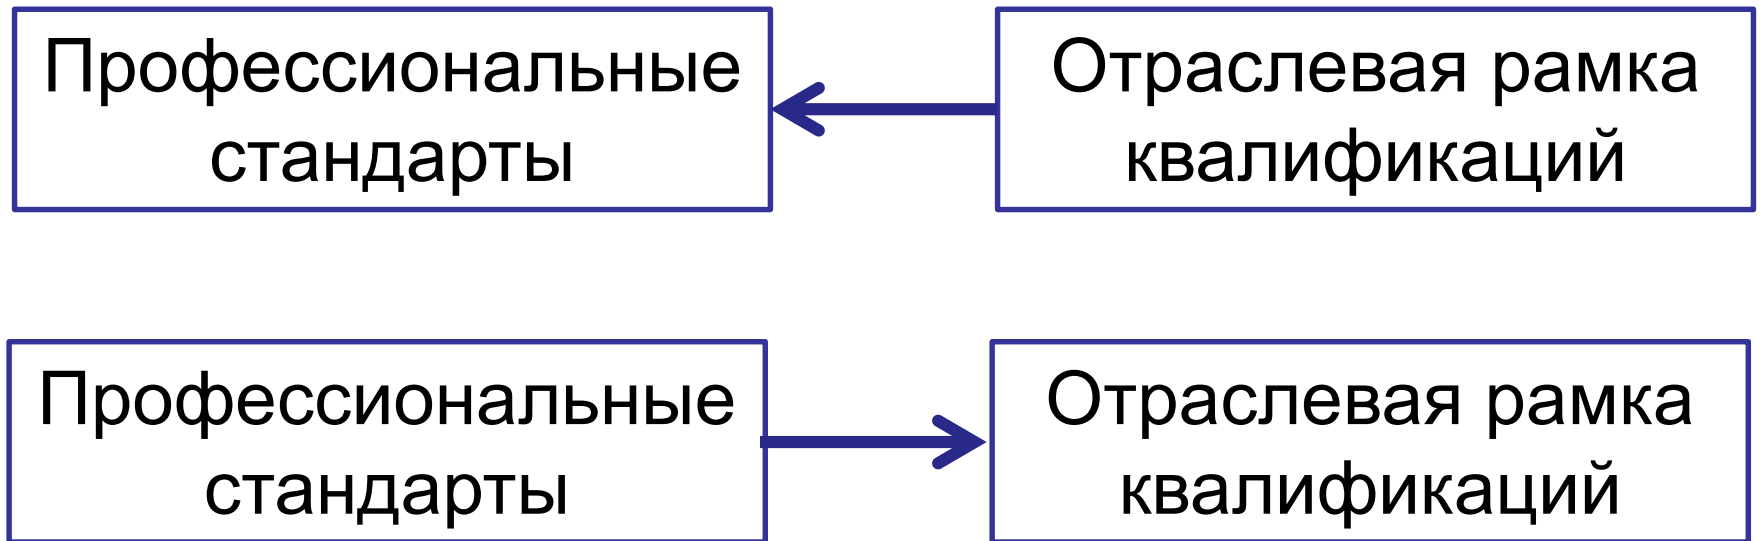 Профессиональные
стандарты
Отраслевая рамка
квалификаций
Профессиональные
стандарты
Отраслевая рамка
квалификаций